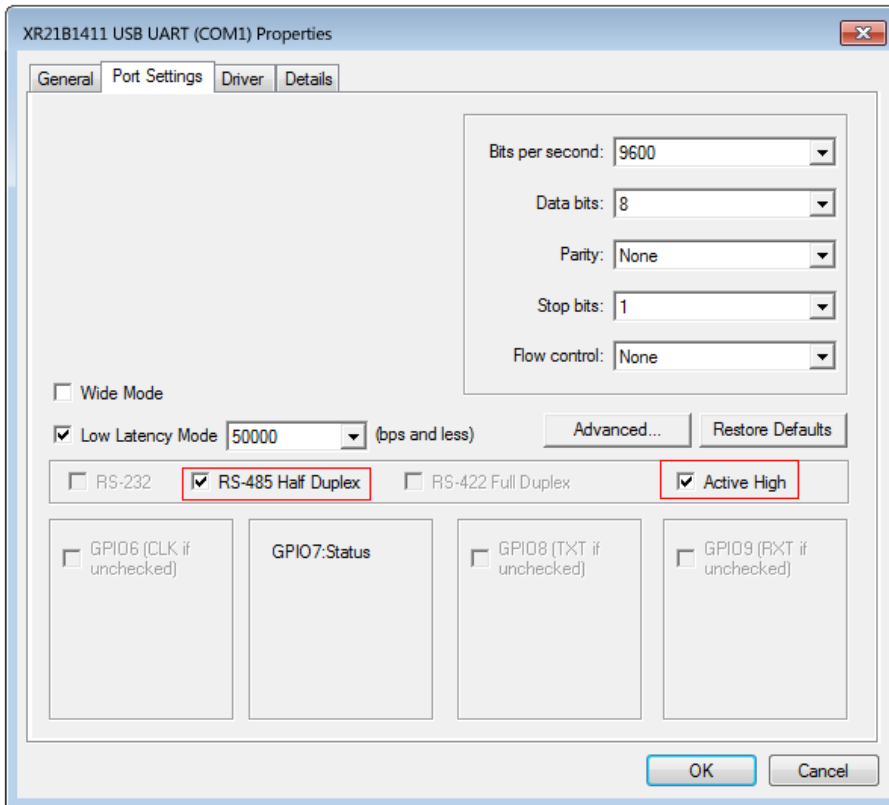 XR21B1411 USB UART (COM1) Properties
General Port Settings Driver Details
Bits per second: 9600
Data bits: 8
Parity: None
Stop bits: 1
Flow control: None
Wide Mode
Low Latency Mode 50000 (bps and less) Advanced... Restore Defaults
RS-232 RS-485 Half Duplex RS-422 Full Duplex Active High
GPIO6 (CLK if
unchecked)
GPIO7:Status
GPIO8 (TXT if
unchecked)
GPIO9 (RXT if
unchecked)
OK Cancel